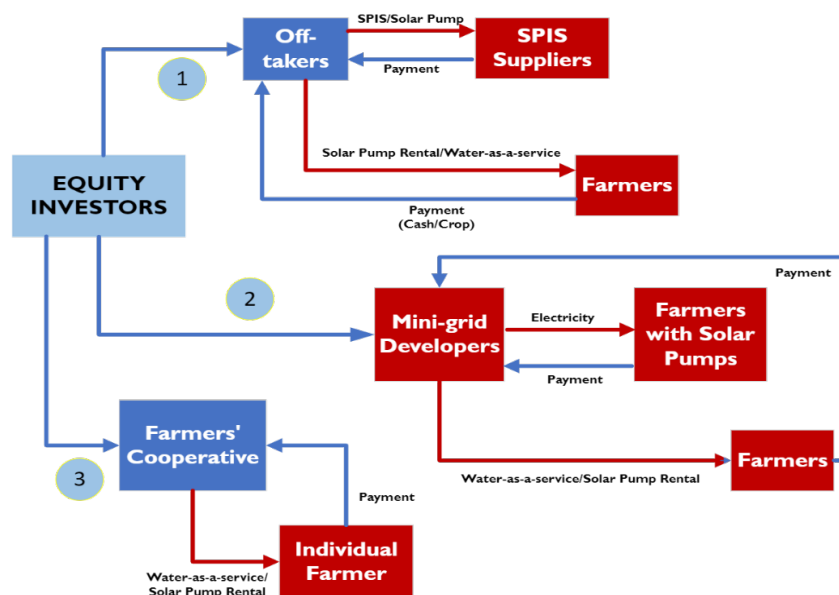 SPIS/Solar Pump
Off-
takers
SPIS
Suppliers
Payment
1
Solar Pump Rental/Water-as-a-service
EQUITY
INVESTORS
Farmers
Payment
(Cash/Crop)
Payment
2
Mini-grid
Developers
Electricity
Farmers
with Solar
Pumps
Payment
Farmers'
Cooperative
Farmers
3
Water-as-a-service/Solar Pump Rental
Payment
Individual
Farmer
Water-as-a-service/
Solar Pump Rental